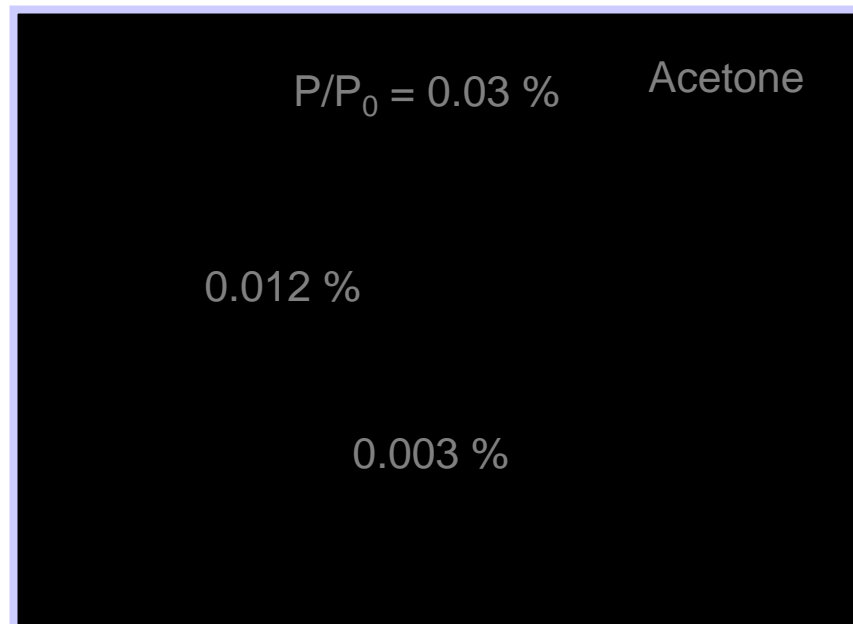 P/P₀ = 0.03 %
Acetone
0.012 %
0.003 %